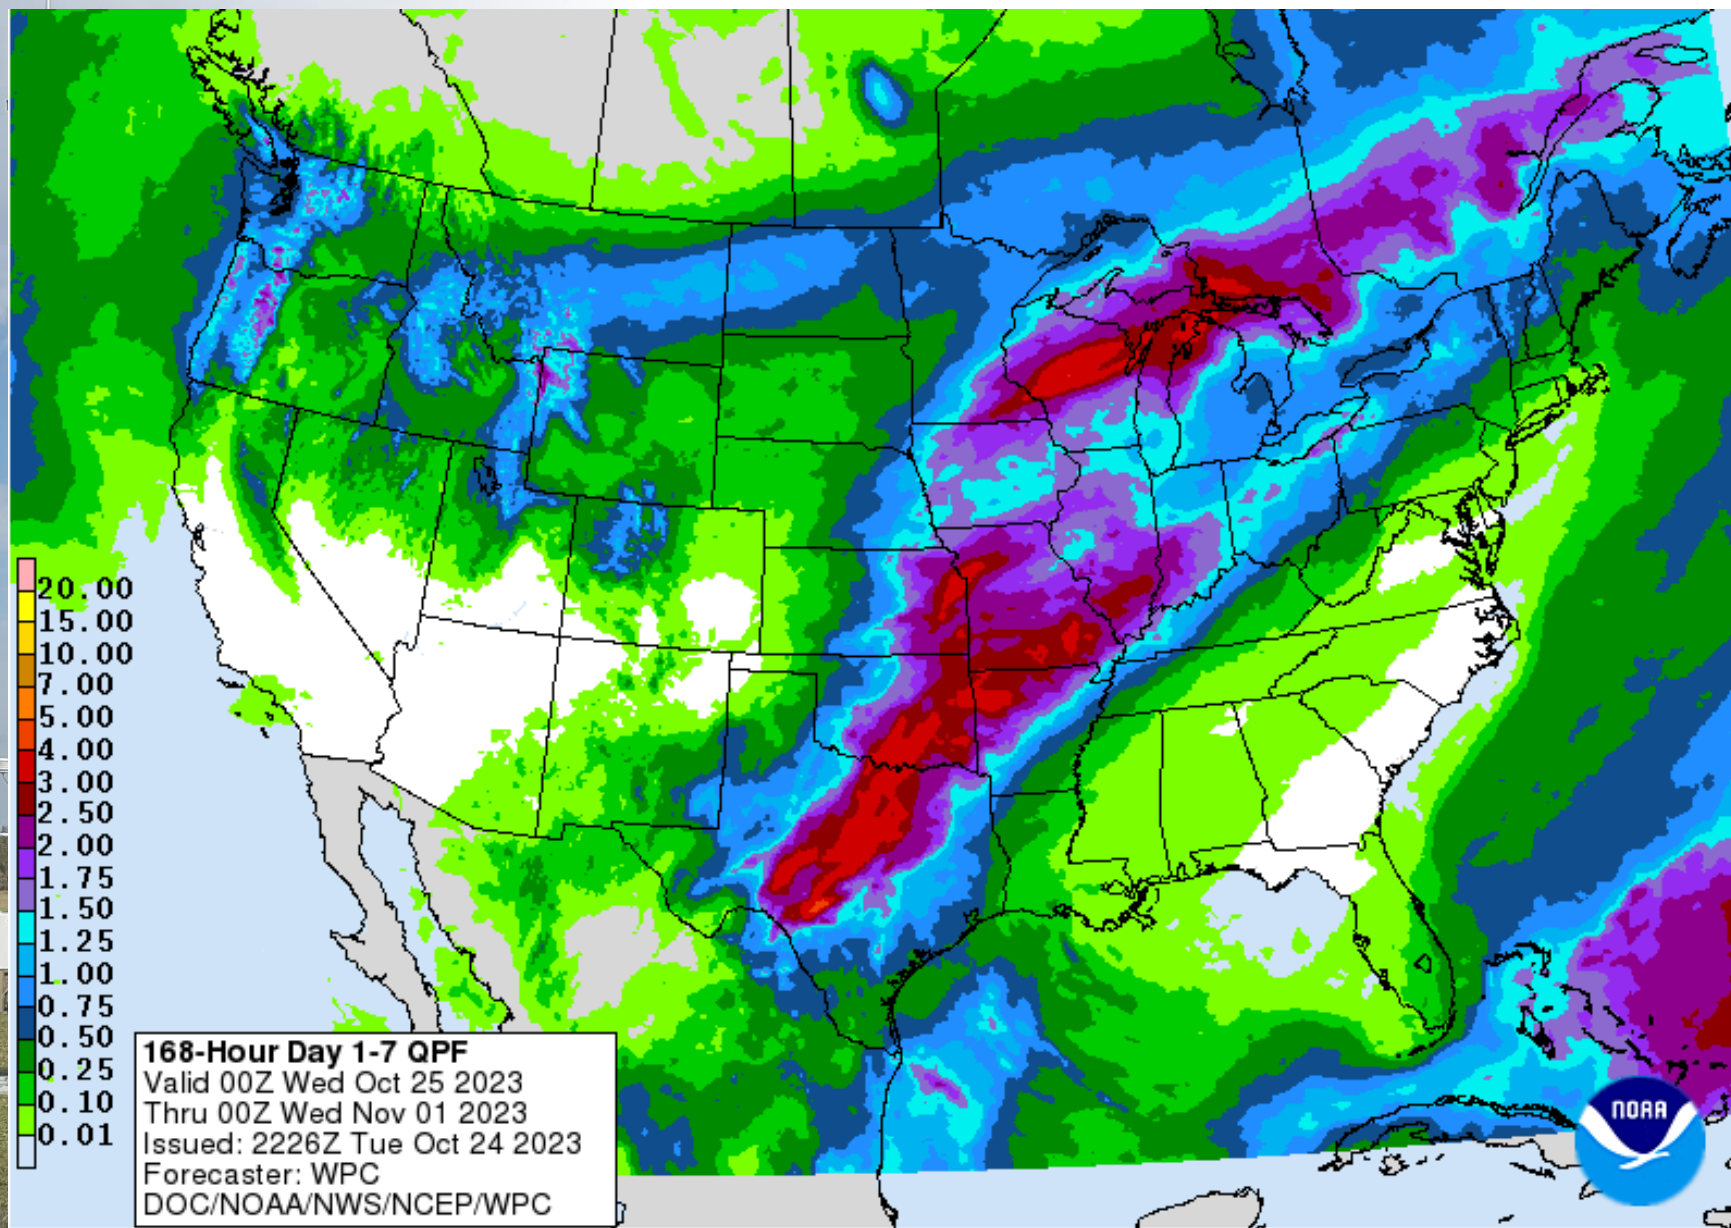 20.00
15.00
10.00
7.00
5.00
4.00
3.00
2.50
2.00
1.75
1.50
1.25
1.00
0.75
0.50
0.25
0.10
0.01
168-Hour Day 1-7 QPF
Valid 00Z Wed Oct 25 2023
Thru 00Z Wed Nov 01 2023
Issued: 2226Z Tue Oct 24 2023
Forecaster: WPC
DOC/NOAA/NWS/NCEP/WPC
NOAA